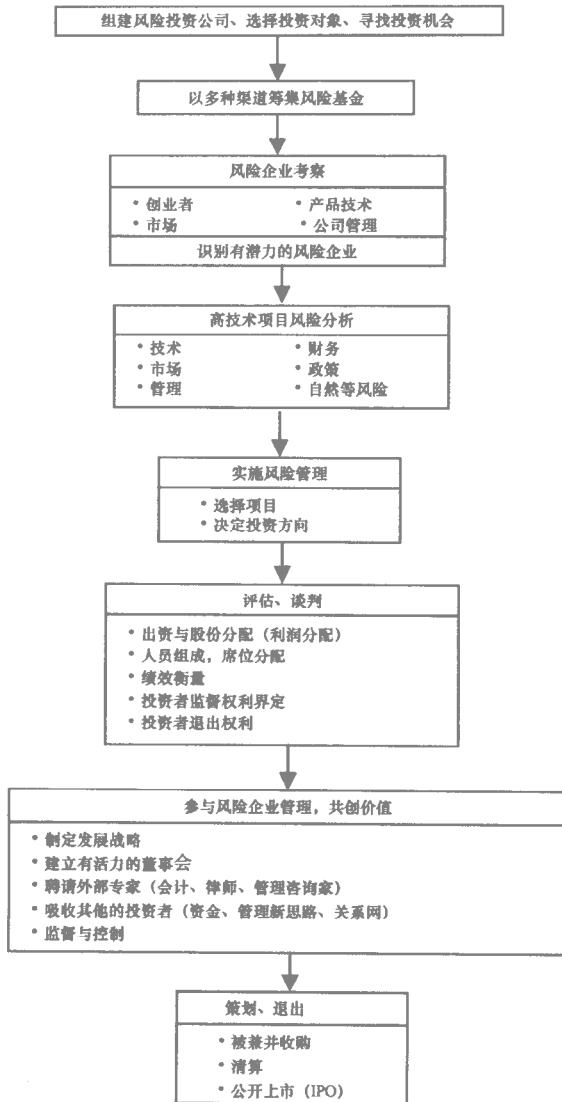 组建风险投资公司、选择投资对象、寻找投资机会
以多种渠道筹集风险基金
风险企业考察
• 创业者 • 产品技术
• 市场 • 公司管理
识别有潜力的风险企业
高技术项目风险分析
• 技术 • 财务
• 市场 • 政策
• 管理 • 自然等风险
实施风险管理
• 选择项目
• 决定投资方向
评估、谈判
• 出资与股份分配（利润分配）
• 人员组成，席位分配
• 绩效衡量
• 投资者监督权利界定
• 投资者退出权利
参与风险企业管理，共创价值
• 制定发展战略
• 建立有活力的董事会
• 聘请外部专家（会计、律师、管理咨询家）
• 吸收其他的投资者（资金、管理新思路、关系网）
• 监督与控制
策划、退出
• 被兼并收购
• 清算
• 公开上市（IPO）